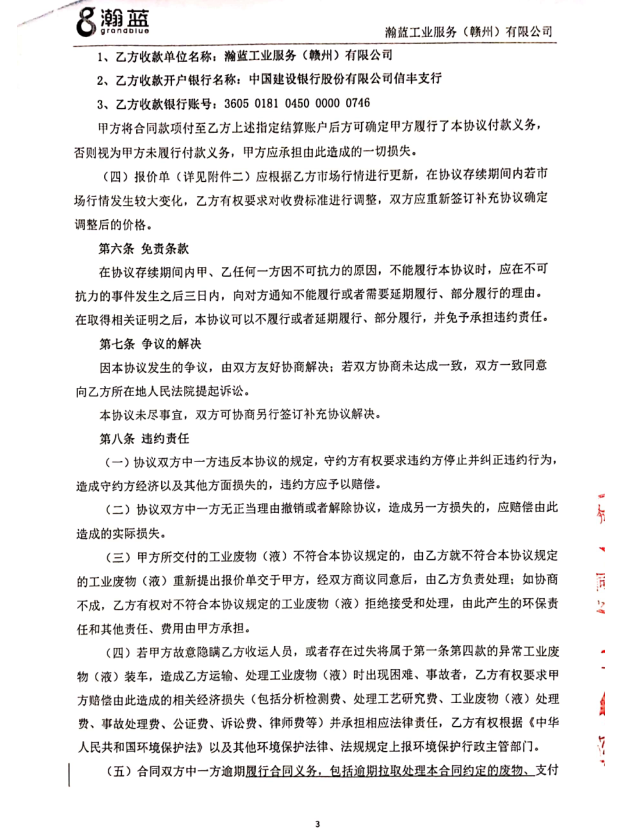 瀚蓝
grandblue
瀚蓝工业服务（赣州）有限公司
1、乙方收款单位名称：瀚蓝工业服务（赣州）有限公司
2、乙方收款开户银行名称：中国建设银行股份有限公司信丰支行
3、乙方收款银行账号：3605 0181 0450 0000 0746
甲方将合同款项付至乙方上述指定结算账户后方可确定甲方履行了本协议付款义务，
否则视为甲方未履行付款义务，甲方应承担由此造成的一切损失。
（四）报价单（详见附件二）应根据乙方市场行情进行更新，在协议存续期间内若市
场行情发生较大变化，乙方有权要求对收费标准进行调整，双方应重新签订补充协议确定
调整后的价格。
第六条 免责条款
在协议存续期间内甲、乙任何一方因不可抗力的原因，不能履行本协议时，应在不可
抗力的事件发生之后三日内，向对方通知不能履行或者需要延期履行、部分履行的理由。
在取得相关证明之后，本协议可以不履行或者延期履行、部分履行，并免予承担违约责任。
第七条 争议的解决
因本协议发生的争议，由双方友好协商解决；若双方协商未达成一致，双方一致同意
向乙方所在地人民法院提起诉讼。
本协议未尽事宜，双方可协商另行签订补充协议解决。
第八条 违约责任
（一）协议双方中一方违反本协议的规定，守约方有权要求违约方停止并纠正违约行为，
造成守约方经济以及其他方面损失的，违约方应予以赔偿。
（二）协议双方中一方无正当理由撤销或者解除协议，造成另一方损失的，应赔偿由此
造成的实际损失。
（三）甲方所交付的工业废物（液）不符合本协议规定的，由乙方就不符合本协议规定
的工业废物（液）重新提出报价单交于甲方，经双方商议同意后，由乙方负责处理；如协商
不成，乙方有权对不符合本协议规定的工业废物（液）拒绝接受和处理，由此产生的环保责
任和其他责任、费用由甲方承担。
（四）若甲方故意隐瞒乙方收运人员，或者存在过失将属于第一条第四款的异常工业废
物（液）装车，造成乙方运输、处理工业废物（液）时出现困难、事故者，乙方有权要求甲
方赔偿由此造成的相关经济损失（包括分析检测费、处理工艺研究费、工业废物（液）处理
费、事故处理费、公证费、诉讼费、律师费等）并承担相应法律责任，乙方有权根据《中华
人民共和国环境保护法》以及其他环境保护法律、法规规定上报环境保护行政主管部门。
（五）合同双方中一方逾期履行合同义务，包括逾期拉取处理本合同约定的废物、支付
3